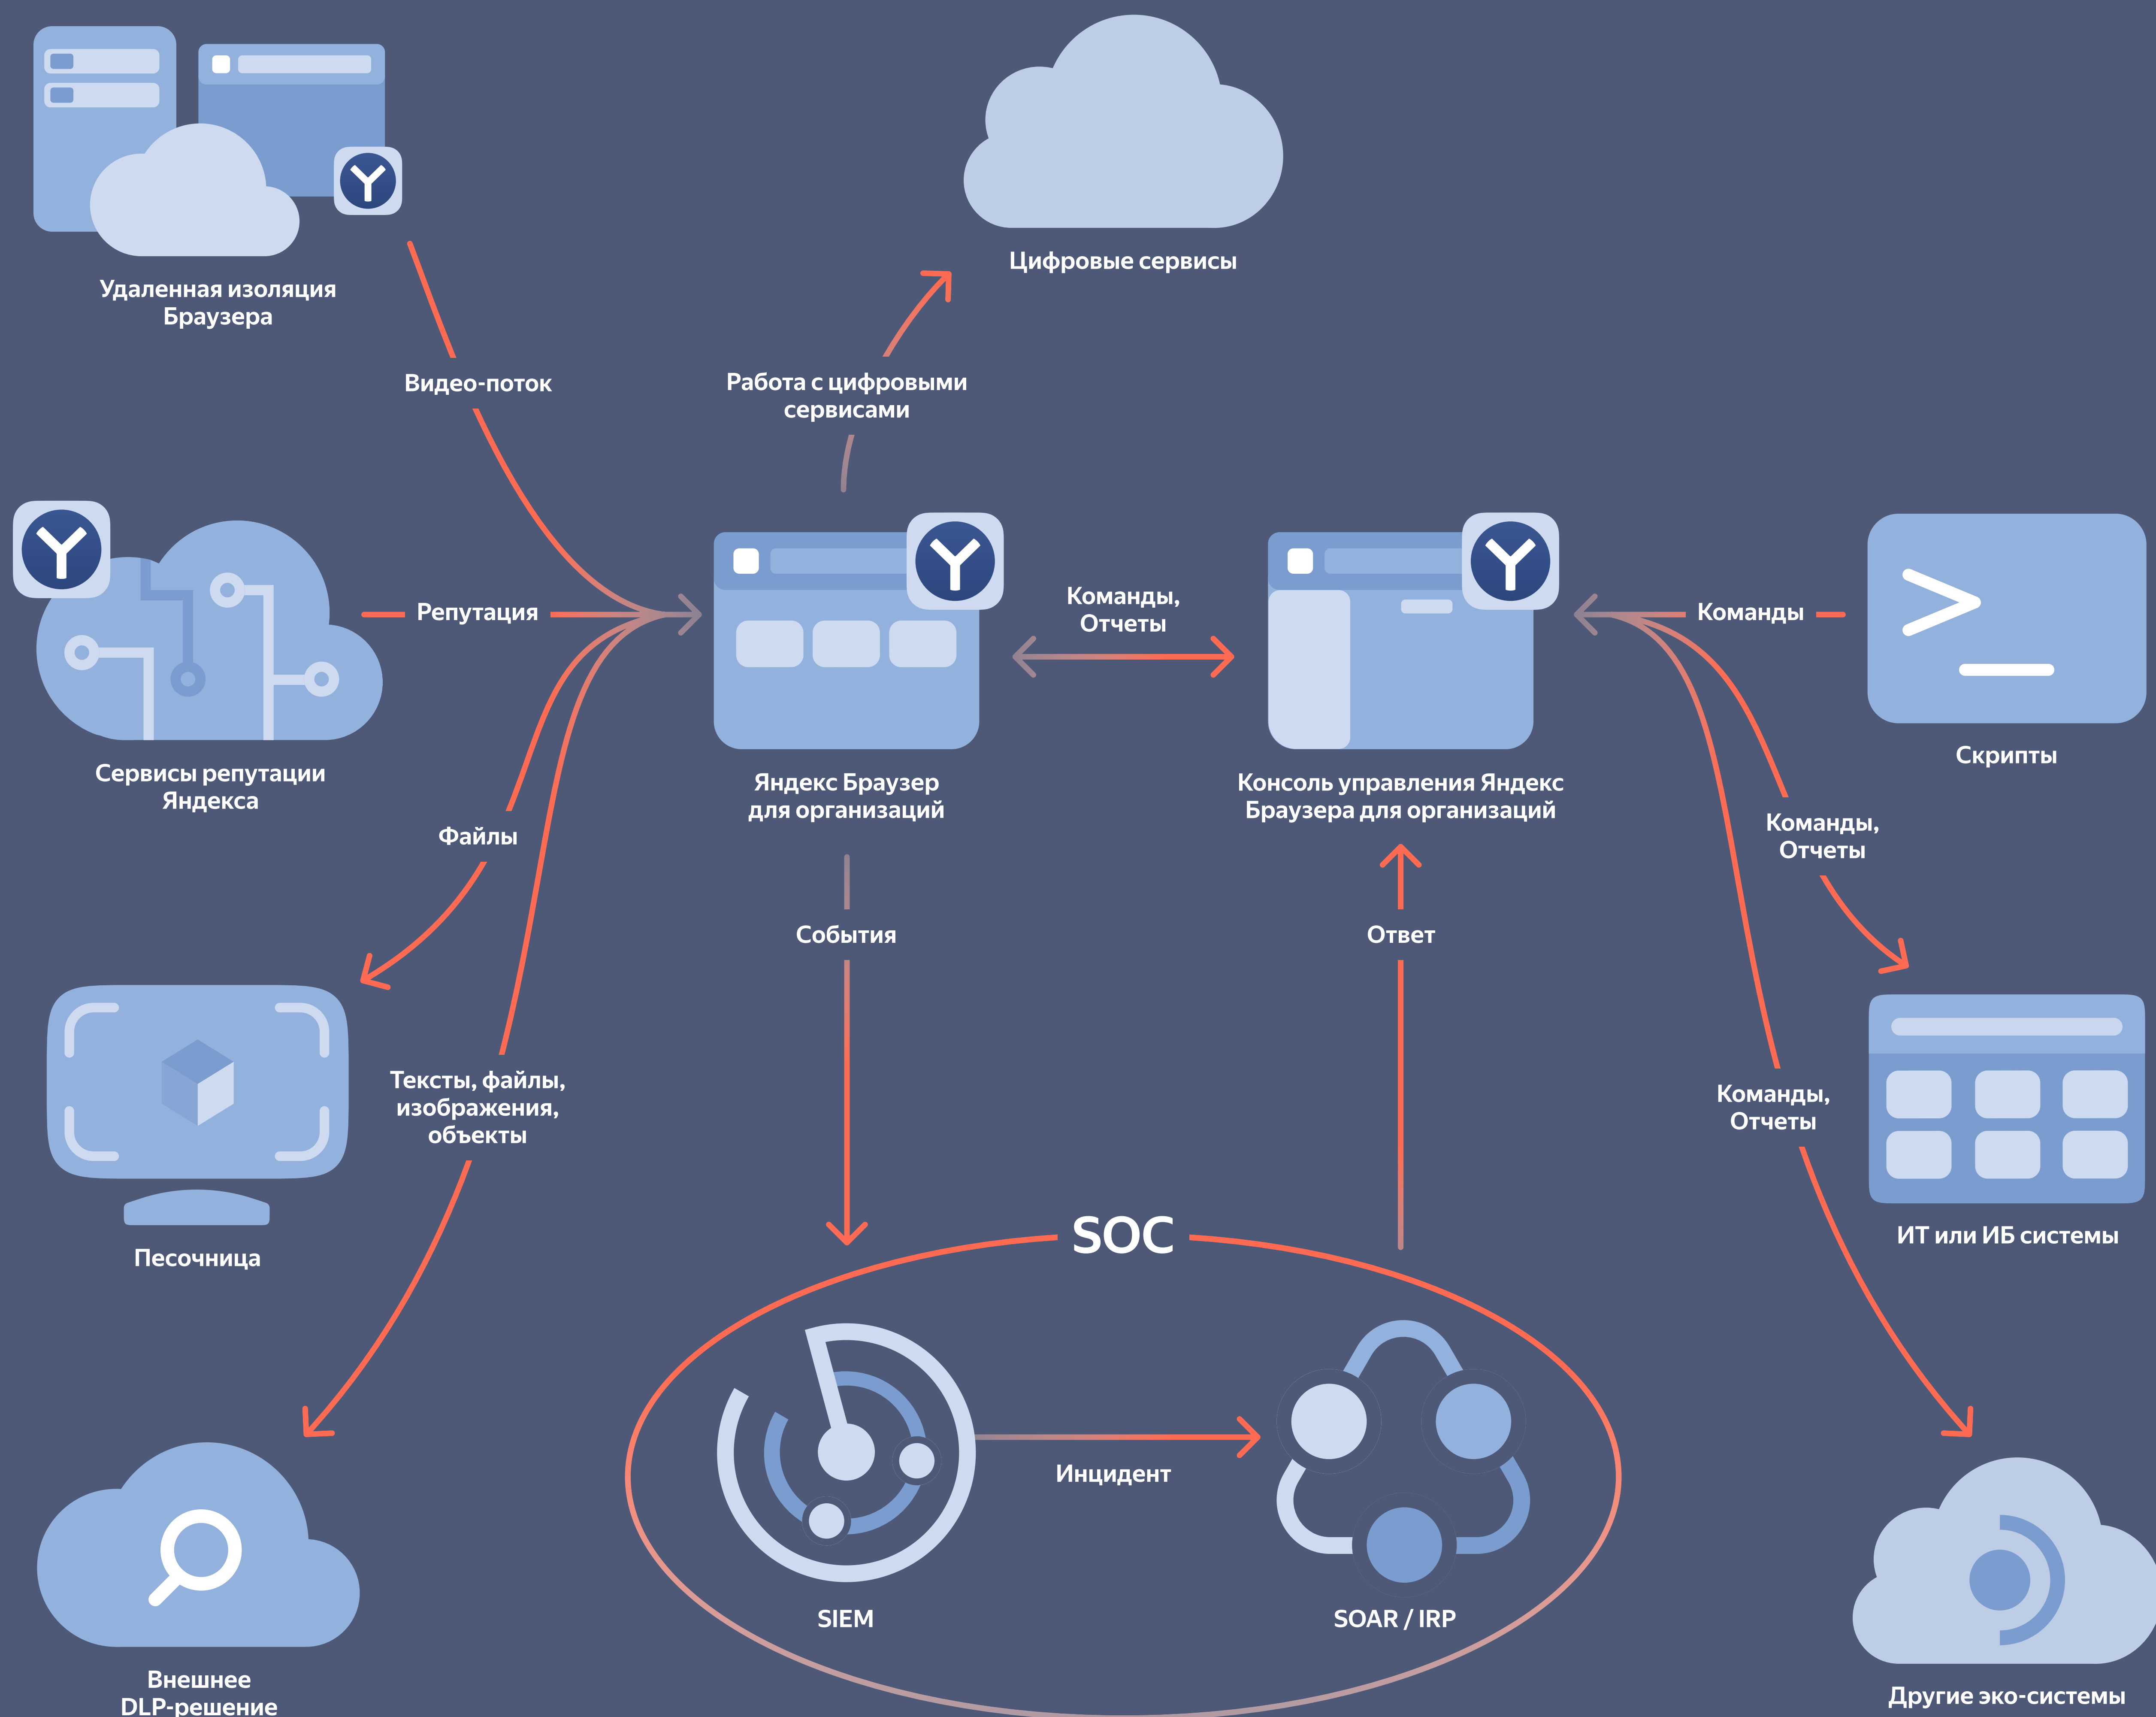 Цифровые сервисы
Удаленная изоляция
Браузера
Видео-поток
Работа с цифровыми
сервисами
Репутация
Команды,
Отчеты
Команды
Скрипты
Сервисы репутации
Яндекса
Яндекс Браузер
для организаций
Консоль управления Яндекс
Браузера для организаций
Файлы
Команды,
Отчеты
События
Ответ
Тексты, файлы,
изображения,
объекты
Команды,
Отчеты
Песочница
SOC
ИТ или ИБ системы
Инцидент
SIEM
SOAR / IRP
Внешнее
DLP-решение
Другие эко-системы